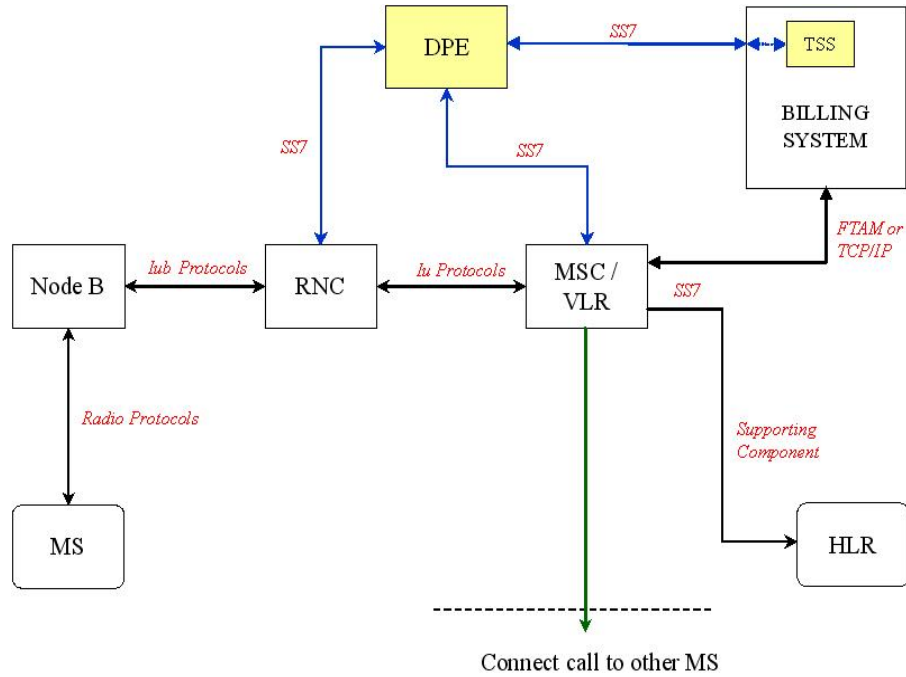 DPE
SS7
TSS
BILLING
SYSTEM
SS7
SS7
FTAM or
TCP/IP
Node B
Iub Protocols
RNC
Iu Protocols
MSC /
VLR
SS7
Radio Protocols
Supporting
Component
MS
HLR
Connect call to other MS